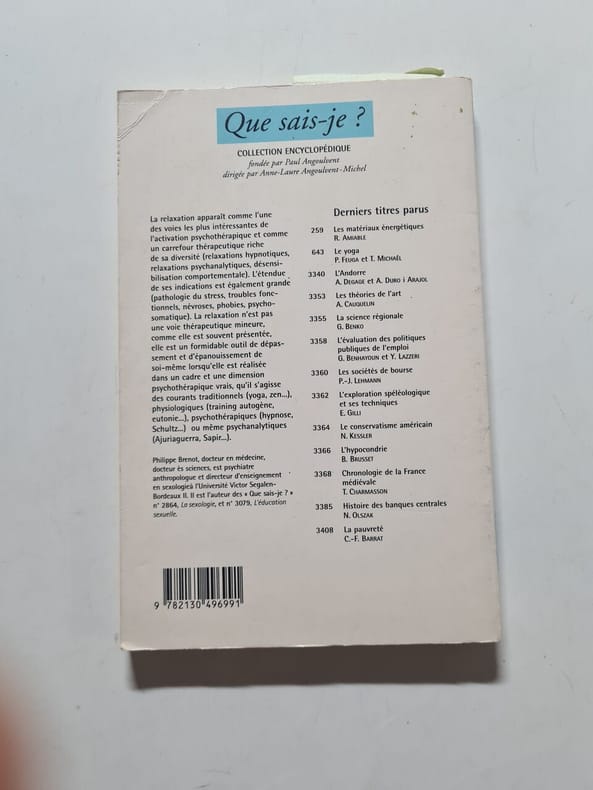 Que sais-je ?
COLLECTION ENCYCLOPÉDIQUE
fondée par Paul Angoulvent
dirigée par Anne-Laure Angoulvent-Michel
La relaxation apparaît comme l'une
des voies les plus intéressantes de
l'activation psychothérapique et comme
un carrefour thérapeutique riche
de sa diversité (relaxations hypnotiques,
relaxations psychanalytiques, désensi-
bilisation comportementale). L'étendue
de ses indications est également grande
(pathologie du stress, troubles fonc-
tionnels, névroses, phobies, psycho-
somatique). La relaxation n'est pas
une voie thérapeutique mineure,
comme elle est souvent présentée,
elle est un formidable outil de dépas-
sement et d'épanouissement de
soi-même lorsqu'elle est réalisée
dans un cadre et une dimension
psychothérapique vrais, qu'il s'agisse
des courants traditionnels (yoga, zen...),
physiologiques (training autogène,
eutonie...), psychothérapiques (hypnose,
Schultz...) ou même psychanalytiques
(Ajuriaguerra, Sapir...).
Philippe Brenot, docteur en médecine,
docteur ès sciences, est psychiatre
anthropologue et directeur d'enseignement
en sexologieà l'Université Victor Segalen-
Bordeaux II. Il est l'auteur des « Que sais-je ? »
n° 2864, La sexologie, et n° 3079, L'éducation
sexuelle.
Derniers titres parus
259 Les matériaux énergétiques
R. AMIABLE
643 Le yoga
P. FEUGA et T. MICHAËL
3340 L'Andorre
A. DEGAGE et A. DURO i ARAJOL
3353 Les théories de l'art
A. CAUQUELIN
3355 La science régionale
G. BENKO
3358 L'évaluation des politiques
publiques de l'emploi
G. BENHAYOUN et Y. LAZZERI
3360 Les sociétés de bourse
P.-J. LEHMANN
3362 L'exploration spéléologique
et ses techniques
E. GILLI
3364 Le conservatisme américain
N. KESSLER
3366 L'hypocondrie
B. BRUSSET
3368 Chronologie de la France
médiévale
T. CHARMASSON
3385 Histoire des banques centrales
N. OLSZAK
3408 La pauvreté
C.-F. BARRAT
9 782130 496991